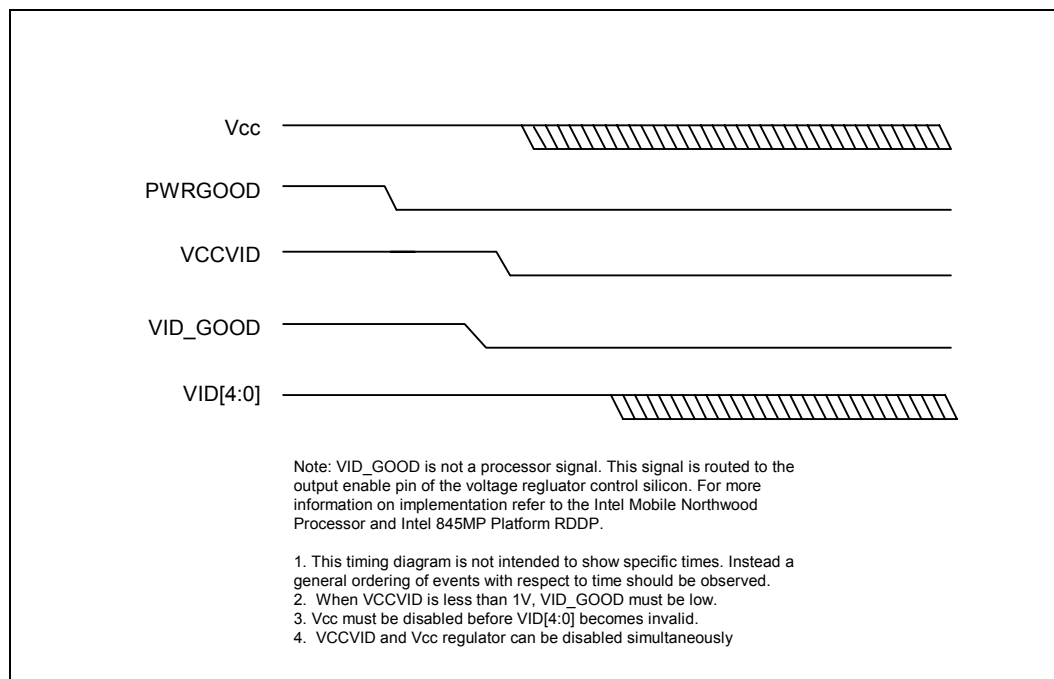 Vcc
PWRGOOD
VCCVID
VID_GOOD
VID[4:0]
Note: VID_GOOD is not a processor signal. This signal is routed to the
output enable pin of the voltage regluator control silicon. For more
information on implementation refer to the Intel Mobile Northwood
Processor and Intel 845MP Platform RDDP.
1. This timing diagram is not intended to show specific times. Instead a
general ordering of events with respect to time should be observed.
2. When VCCVID is less than 1V, VID_GOOD must be low.
3. Vcc must be disabled before VID[4:0] becomes invalid.
4. VCCVID and Vcc regulator can be disabled simultaneously